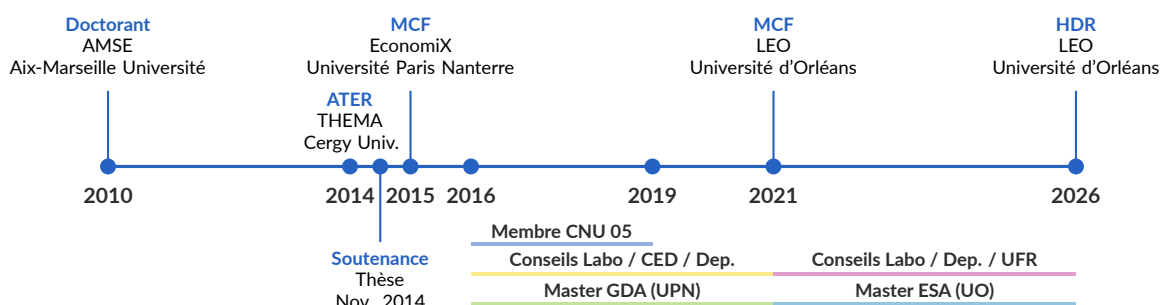 Doctorant
AMSE
Aix-Marseille Université
MCF
EconomiX
Université Paris Nanterre
MCF
LEO
Université d'Orléans
HDR
LEO
Université d'Orléans
ATER
THEMA
Cergy Univ.
2010
2014
2015
2016
2019
2021
2026
Soutenance
Thèse
Nov. 2014
Membre CNU 05
Conseils Labo / CED / Dep.
Conseils Labo / Dep. / UFR
Master GDA (UPN)
Master ESA (UO)